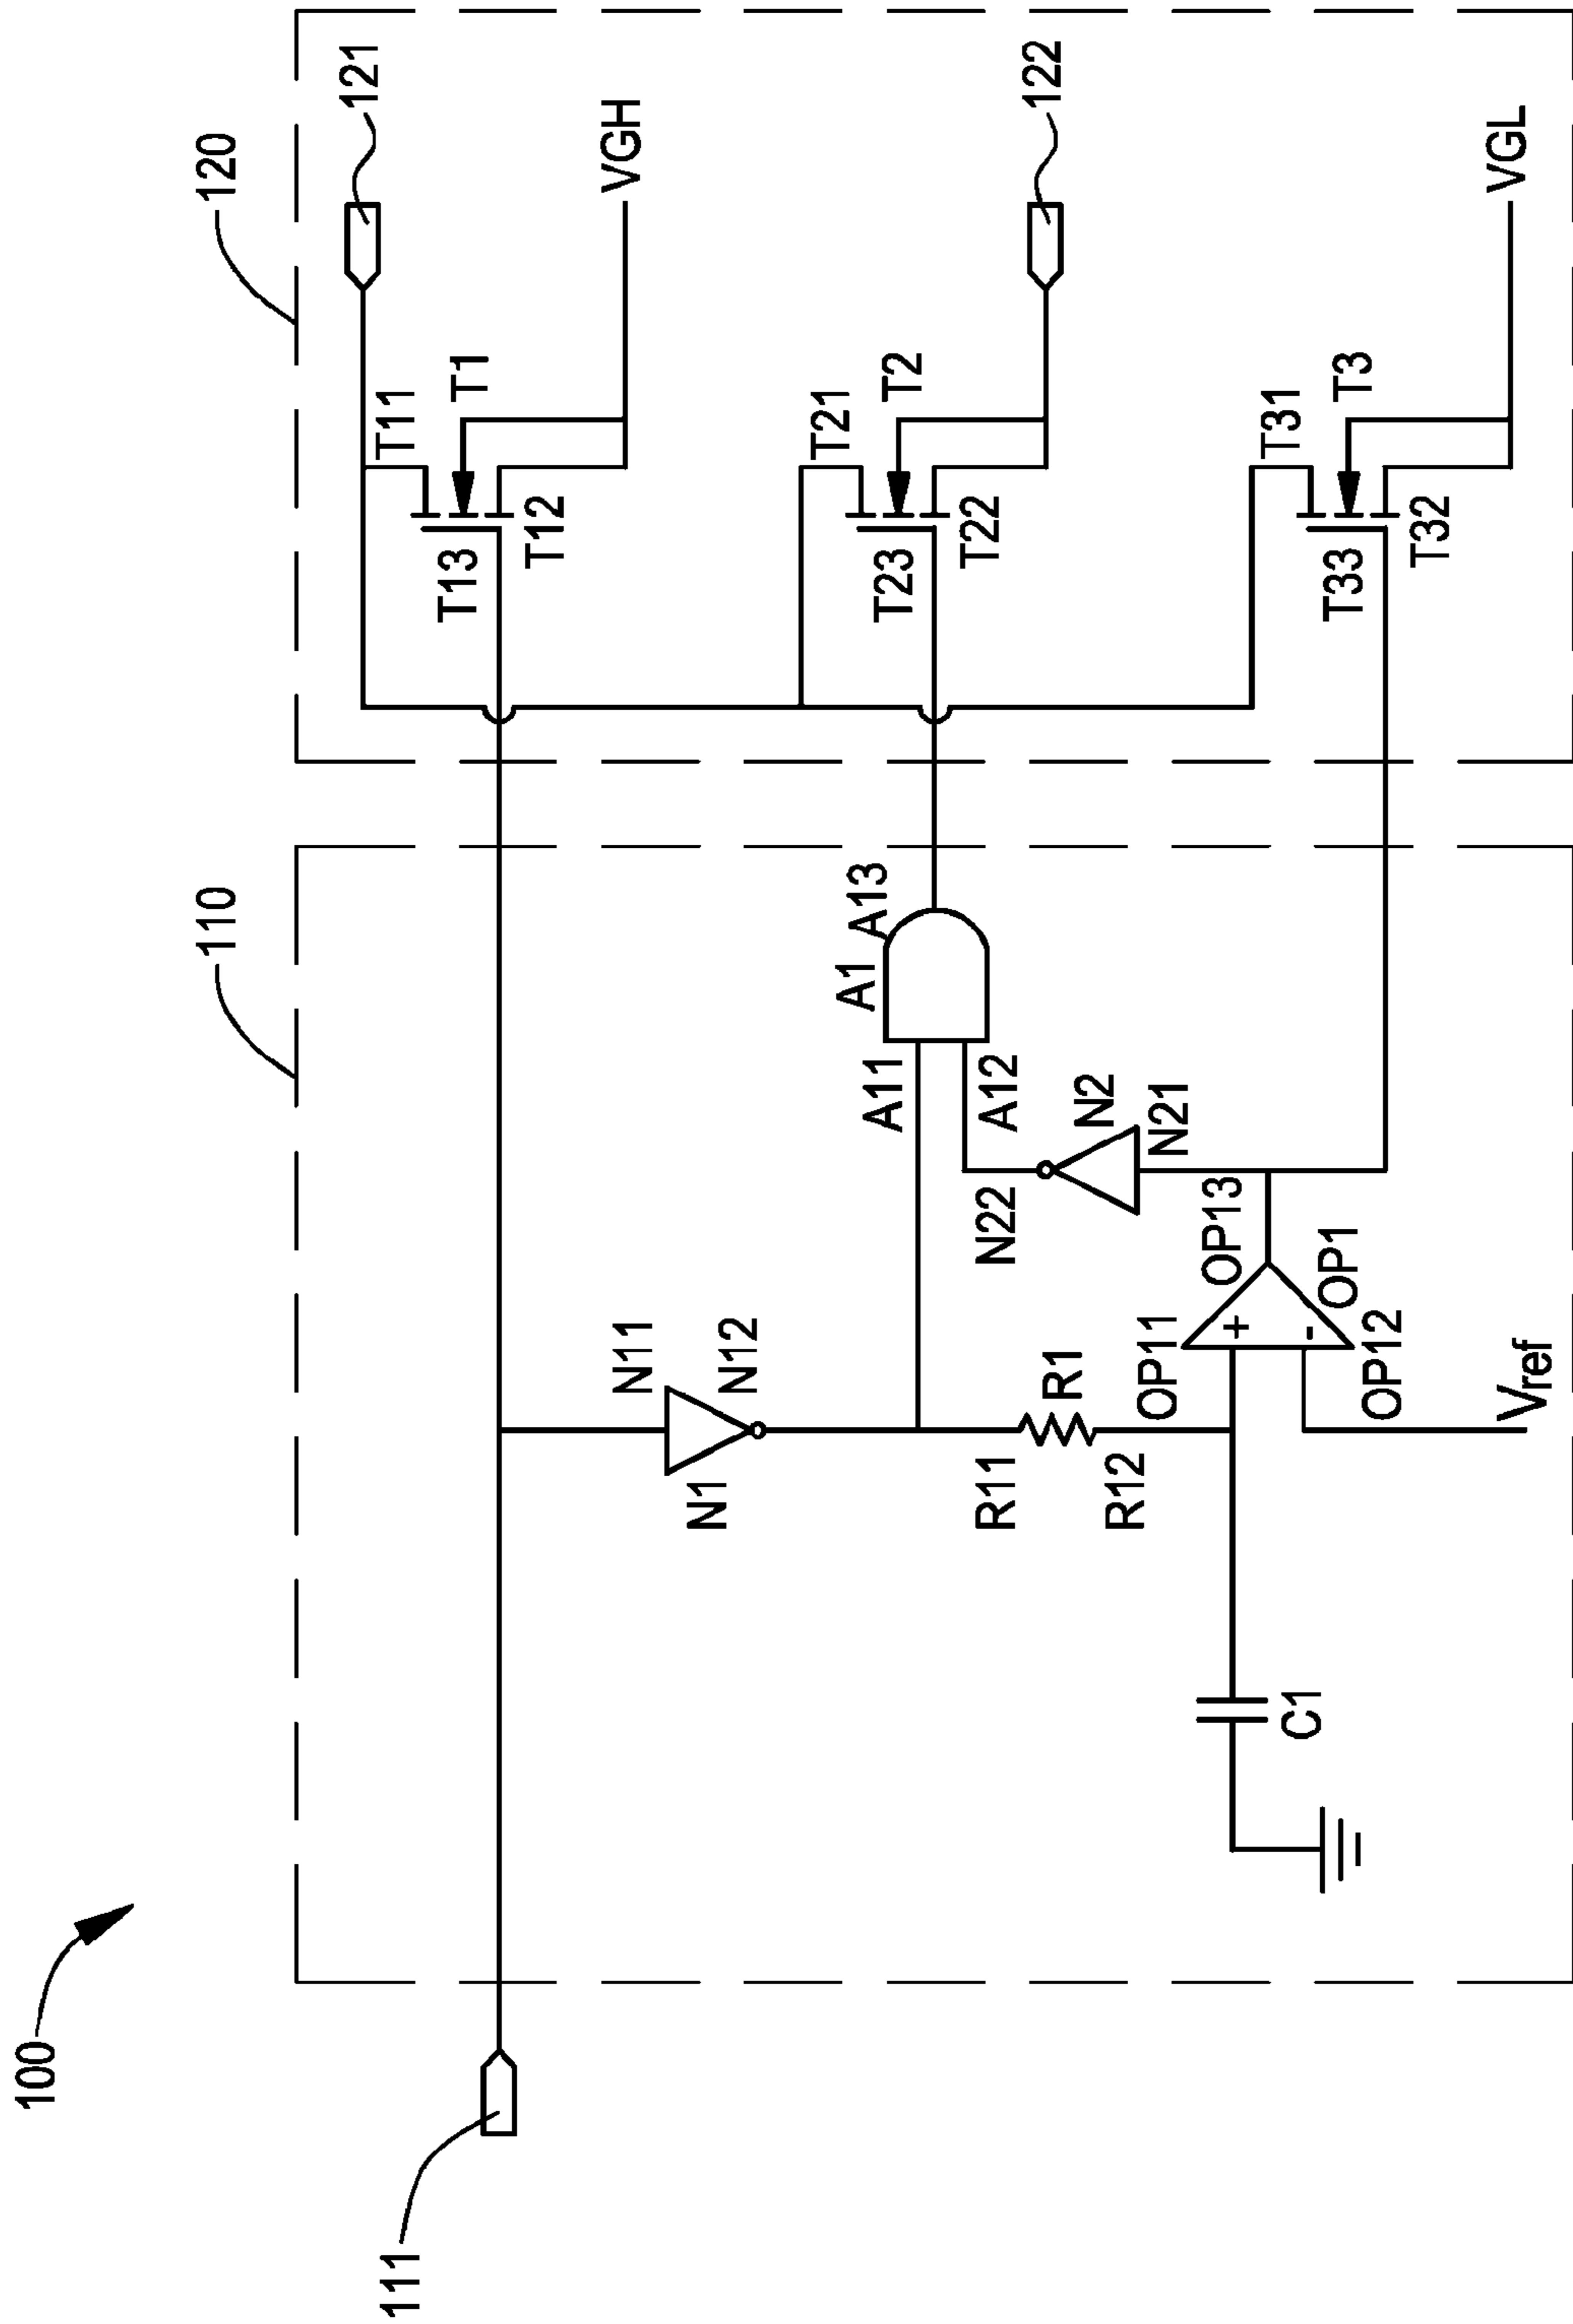 100
110
120
111
121
T11
T1
T13
T12
VGH
N11
N1
N12
A1
A13
A11
A12
T21
T2
T23
T22
122
R11
R1
R12
N22
N2
N21
OP11
OP13
OP1
OP12
+
-
C1
Vref
T31
T3
T33
T32
VGL